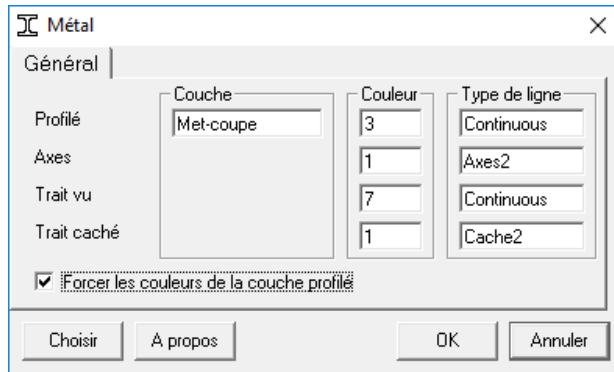 Métal
Général
Couche Couleur Type de ligne
Profilé Met-coupe 3 Continuous
Axes 1 Axes2
Trait vu 7 Continuous
Trait caché 1 Cache2
Forcer les couleurs de la couche profilé
Choisir A propos OK Annuler